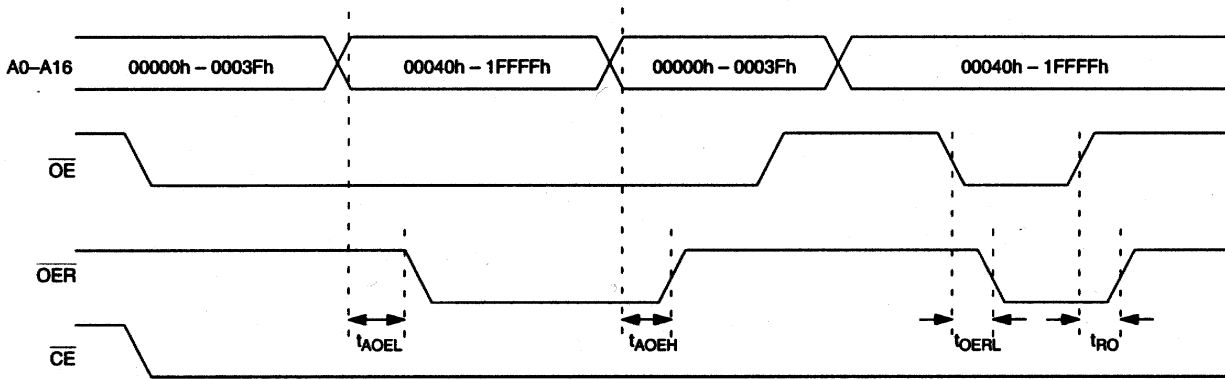 A0–A16 00000h – 0003Fh 00040h – 1FFFFh 00000h – 0003Fh 00040h – 1FFFFh
OE
OER
tAOEL tAOEH tOERL tRO
CE